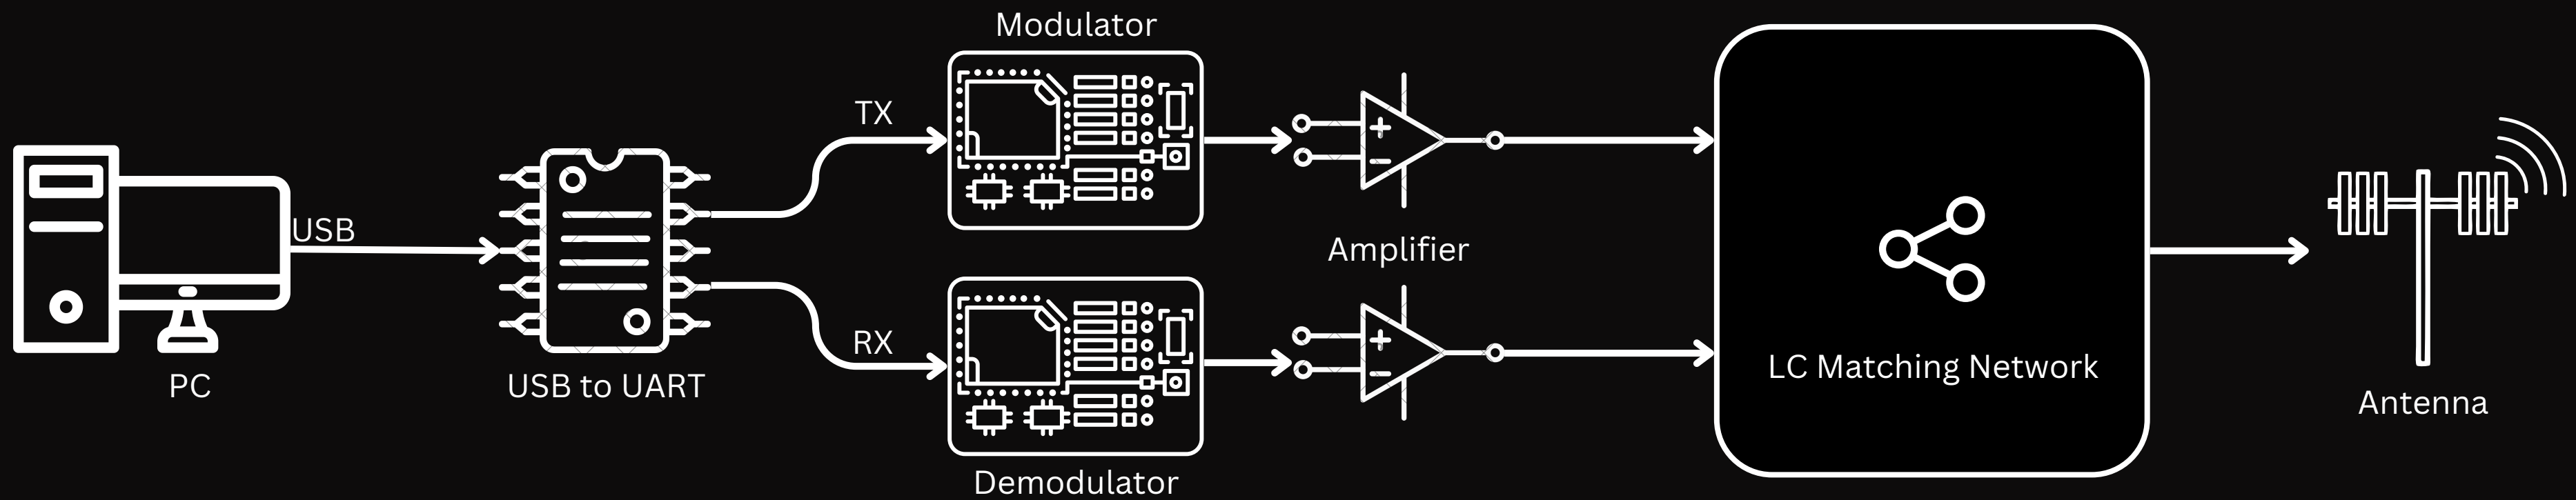 Modulator
TX
USB
Amplifier
RX
PC
USB to UART
LC Matching Network
Antenna
Demodulator